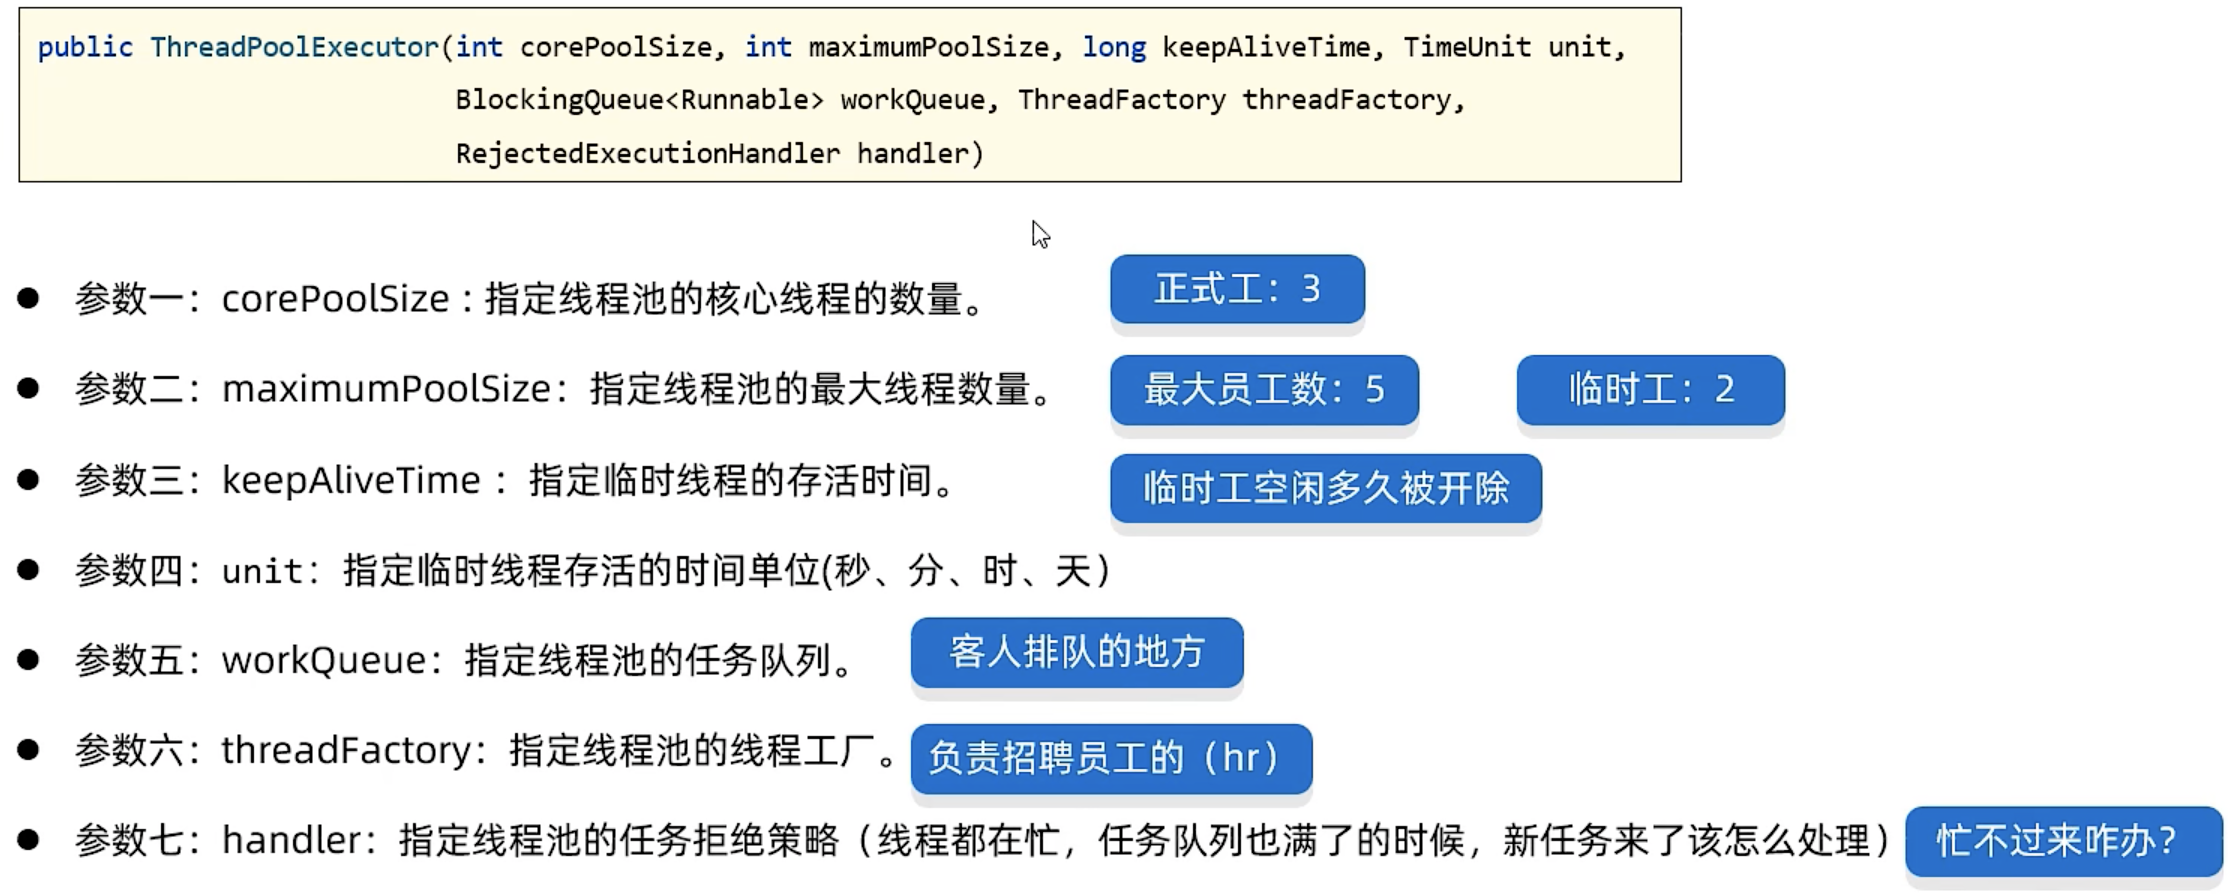 public ThreadPoolExecutor(int corePoolSize, int maximumPoolSize, long keepAliveTime, TimeUnit unit,
BlockingQueue<Runnable> workQueue, ThreadFactory threadFactory,
RejectedExecutionHandler handler)
● 参数一：corePoolSize : 指定线程池的核心线程的数量。 正式工：3
● 参数二：maximumPoolSize：指定线程池的最大线程数量。 最大员工数：5 临时工：2
● 参数三：keepAliveTime ：指定临时线程的存活时间。 临时工空闲多久被开除
● 参数四：unit：指定临时线程存活的时间单位(秒、分、时、天）
● 参数五：workQueue：指定线程池的任务队列。 客人排队的地方
● 参数六：threadFactory：指定线程池的线程工厂。 负责招聘员工的（hr）
● 参数七：handler：指定线程池的任务拒绝策略（线程都在忙，任务队列也满了的时候，新任务来了该怎么处理） 忙不过来咋办？